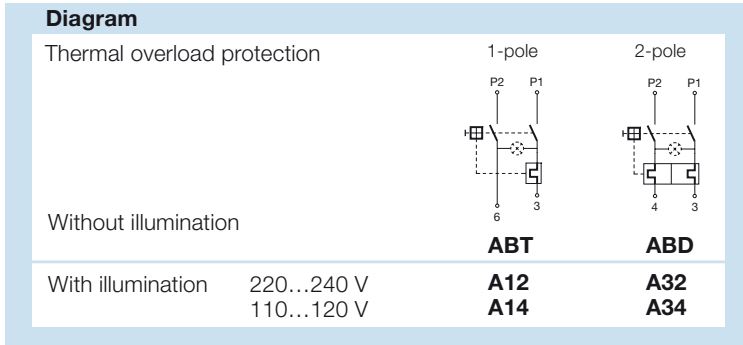 Diagram
Thermal overload protection 1-pole 2-pole
P2 P1 P2 P1
6 3 4 3
Without illumination
ABT ABD
With illumination 220...240 V A12 A32
110...120 V A14 A34